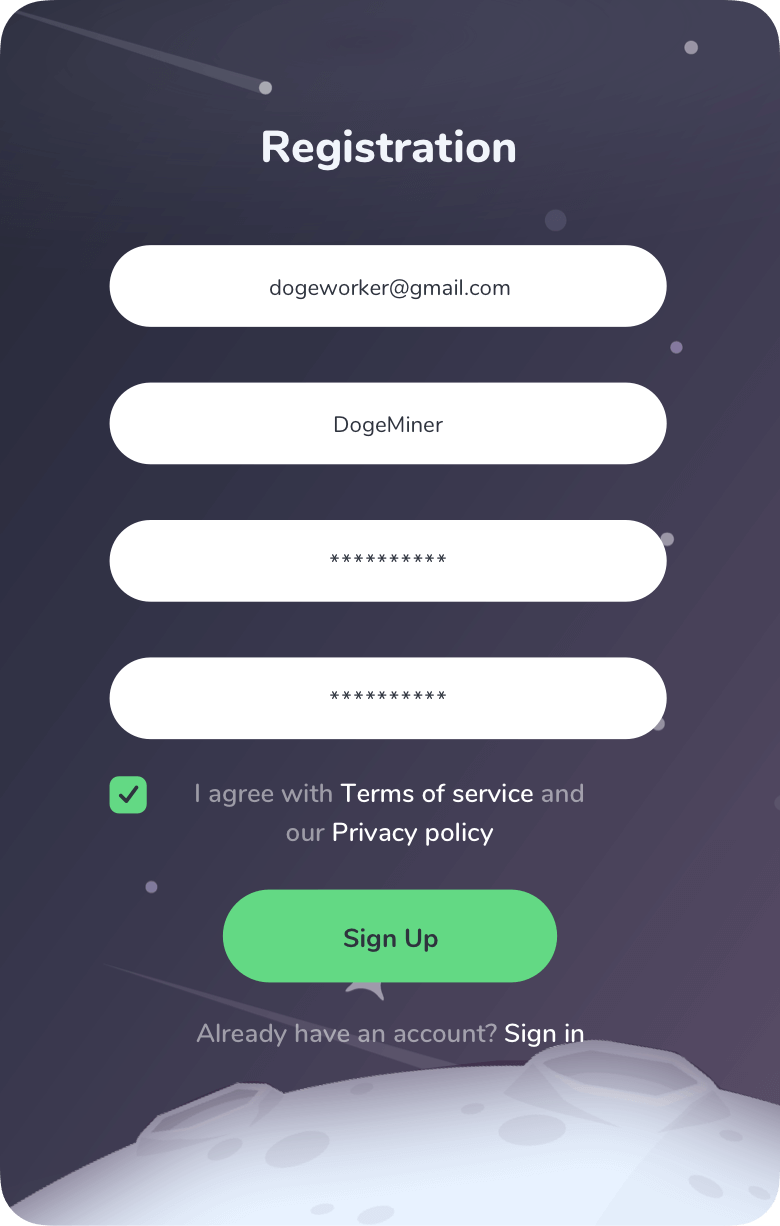 Registration
dogeworker@gmail.com
DogeMiner
**********
**********
I agree with Terms of service and
our Privacy policy
Sign Up
Already have an account? Sign in